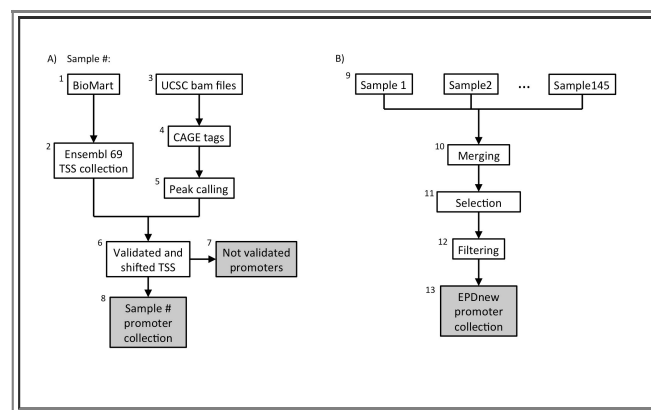 A) Sample #:
1 BioMart
2 Ensembl 69
TSS collection
3 UCSC bam files
4 CAGE tags
5 Peak calling
6 Validated and
shifted TSS
7 Not validated
promoters
8 Sample #
promoter
collection
B)
9 Sample 1 Sample2 ... Sample145
10 Merging
11 Selection
12 Filtering
13 EPDnew
promoter
collection